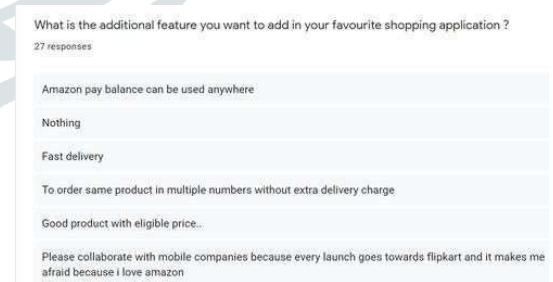 What is the additional feature you want to add in your favourite shopping application ?
27 responses
Amazon pay balance can be used anywhere
Nothing
Fast delivery
To order same product in multiple numbers without extra delivery charge
Good product with eligible price..
Please collaborate with mobile companies because every launch goes towards flipkart and it makes me
afraid because i love amazon